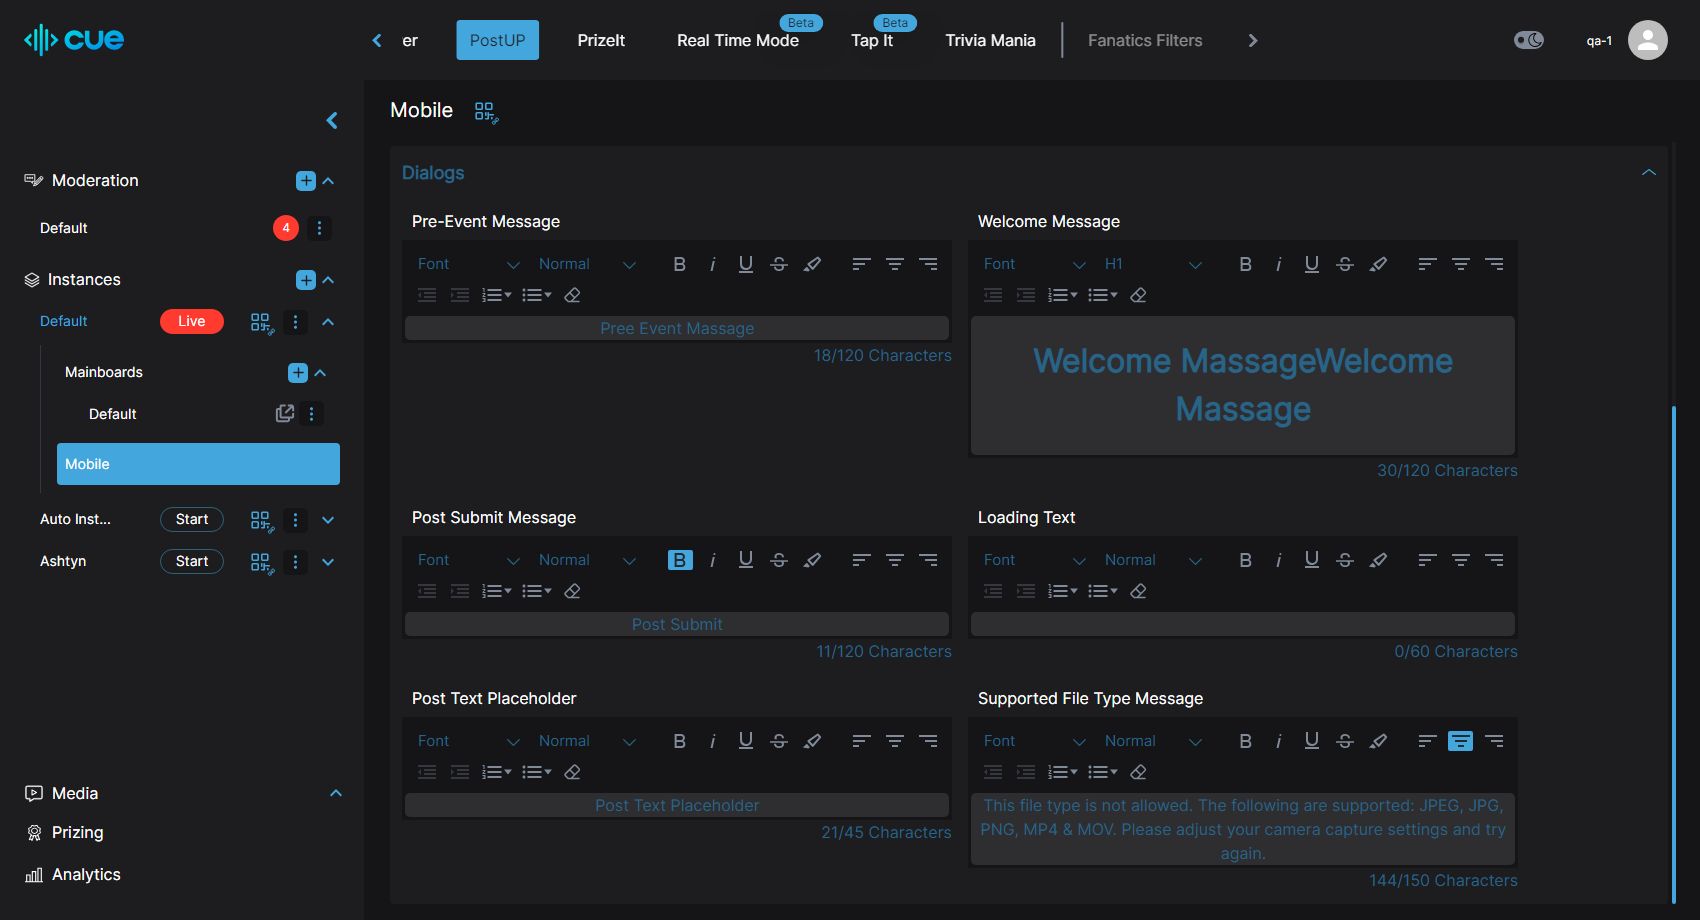 cue
er
PostUP
PrizeIt
Beta
Real Time Mode
Beta
Tap It
Trivia Mania
Fanatics Filters
qa-1
Moderation
Default
4
Instances
Default
Live
Mainboards
Default
Mobile
Auto Inst...
Start
Ashtyn
Start
Media
Prizing
Analytics
Mobile
Dialogs
Pre-Event Message
Font Normal B i U S
Pree Event Massage
18/120 Characters
Welcome Message
Font H1 B i U S
Welcome MassageWelcome
Massage
30/120 Characters
Post Submit Message
Font Normal B i U S
Post Submit
11/120 Characters
Loading Text
Font Normal B i U S
0/60 Characters
Post Text Placeholder
Font Normal B i U S
Post Text Placeholder
21/45 Characters
Supported File Type Message
Font Normal B i U S
This file type is not allowed. The following are supported: JPEG, JPG,
PNG, MP4 & MOV. Please adjust your camera capture settings and try
again.
144/150 Characters